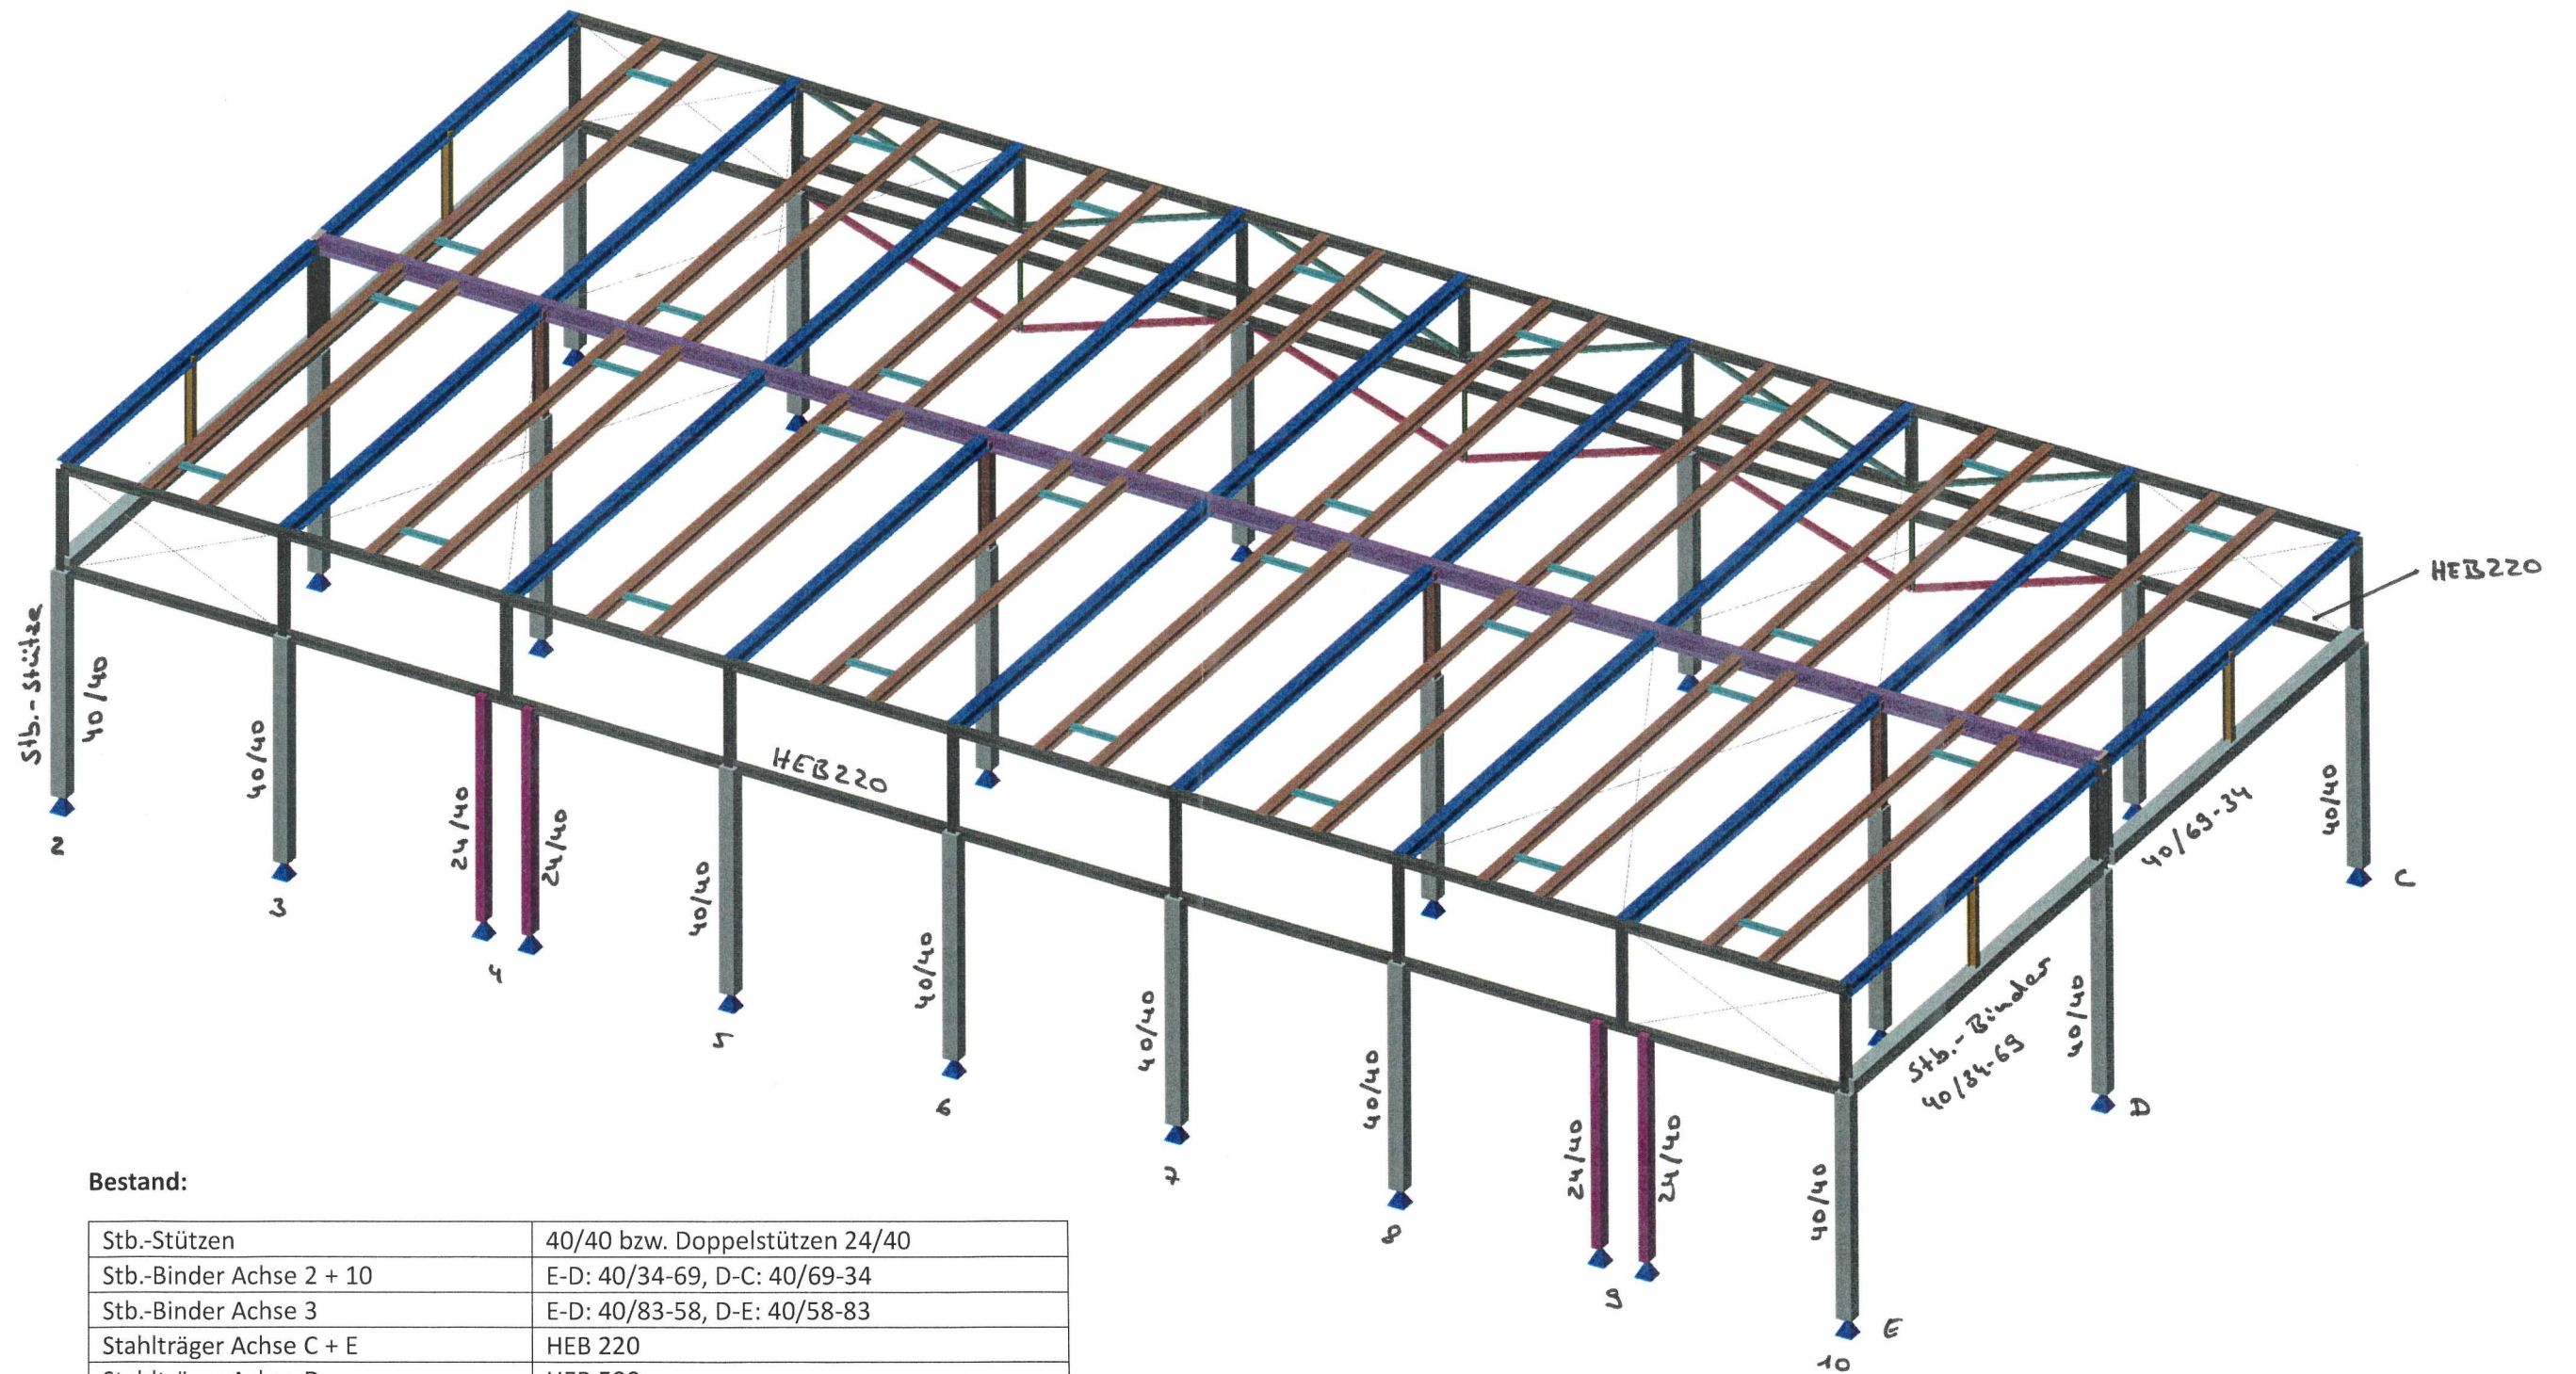 HEB220
Stb.-Stütze
40/40
2
40/40
3
24/40
24/40
4
40/40
5
HEB220
40/40
6
40/40
7
40/40
8
24/40
24/40
9
40/40
10
E
Stb.-Binder
40/34-69
40/40
D
40/69-34
40/40
C
Bestand:
Stb.-Stützen 40/40 bzw. Doppelstützen 24/40
Stb.-Binder Achse 2 + 10 E-D: 40/34-69, D-C: 40/69-34
Stb.-Binder Achse 3 E-D: 40/83-58, D-E: 40/58-83
Stahlträger Achse C + E HEB 220